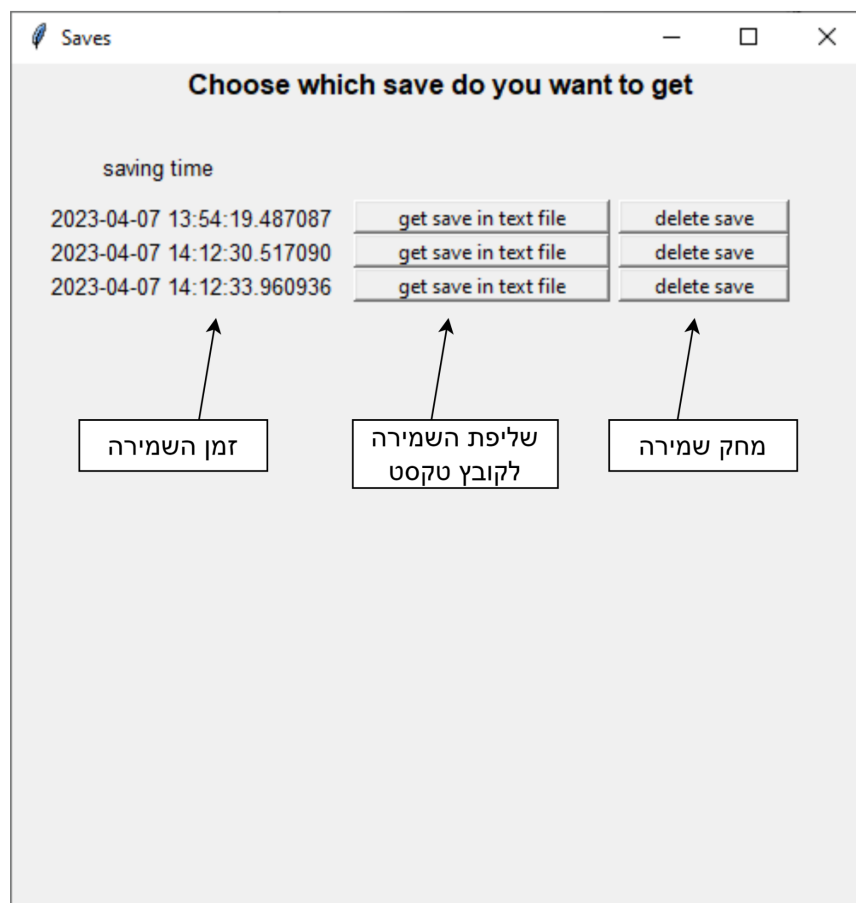 Saves
Choose which save do you want to get
saving time
2023-04-07 13:54:19.487087 get save in text file delete save
2023-04-07 14:12:30.517090 get save in text file delete save
2023-04-07 14:12:33.960936 get save in text file delete save
זמן השמירה
שליפת השמירה
לקובץ טקסט
מחק שמירה